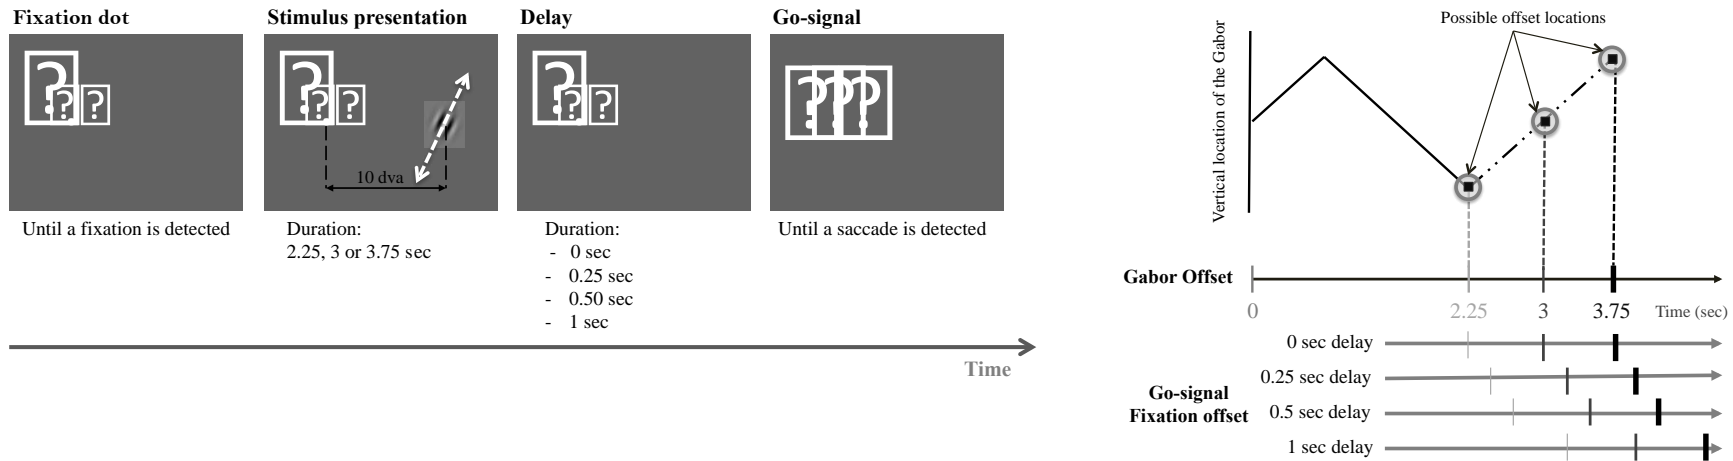 Fixation dot
Stimulus presentation
Delay
Go-signal
10 dva
Until a fixation is detected
Duration:
2.25, 3 or 3.75 sec
Duration:
- 0 sec
- 0.25 sec
- 0.50 sec
- 1 sec
Until a saccade is detected
Time
Possible offset locations
Vertical location of the Gabor
Gabor Offset
0
2.25
3
3.75
Time (sec)
0 sec delay
0.25 sec delay
Go-signal
Fixation offset
0.5 sec delay
1 sec delay